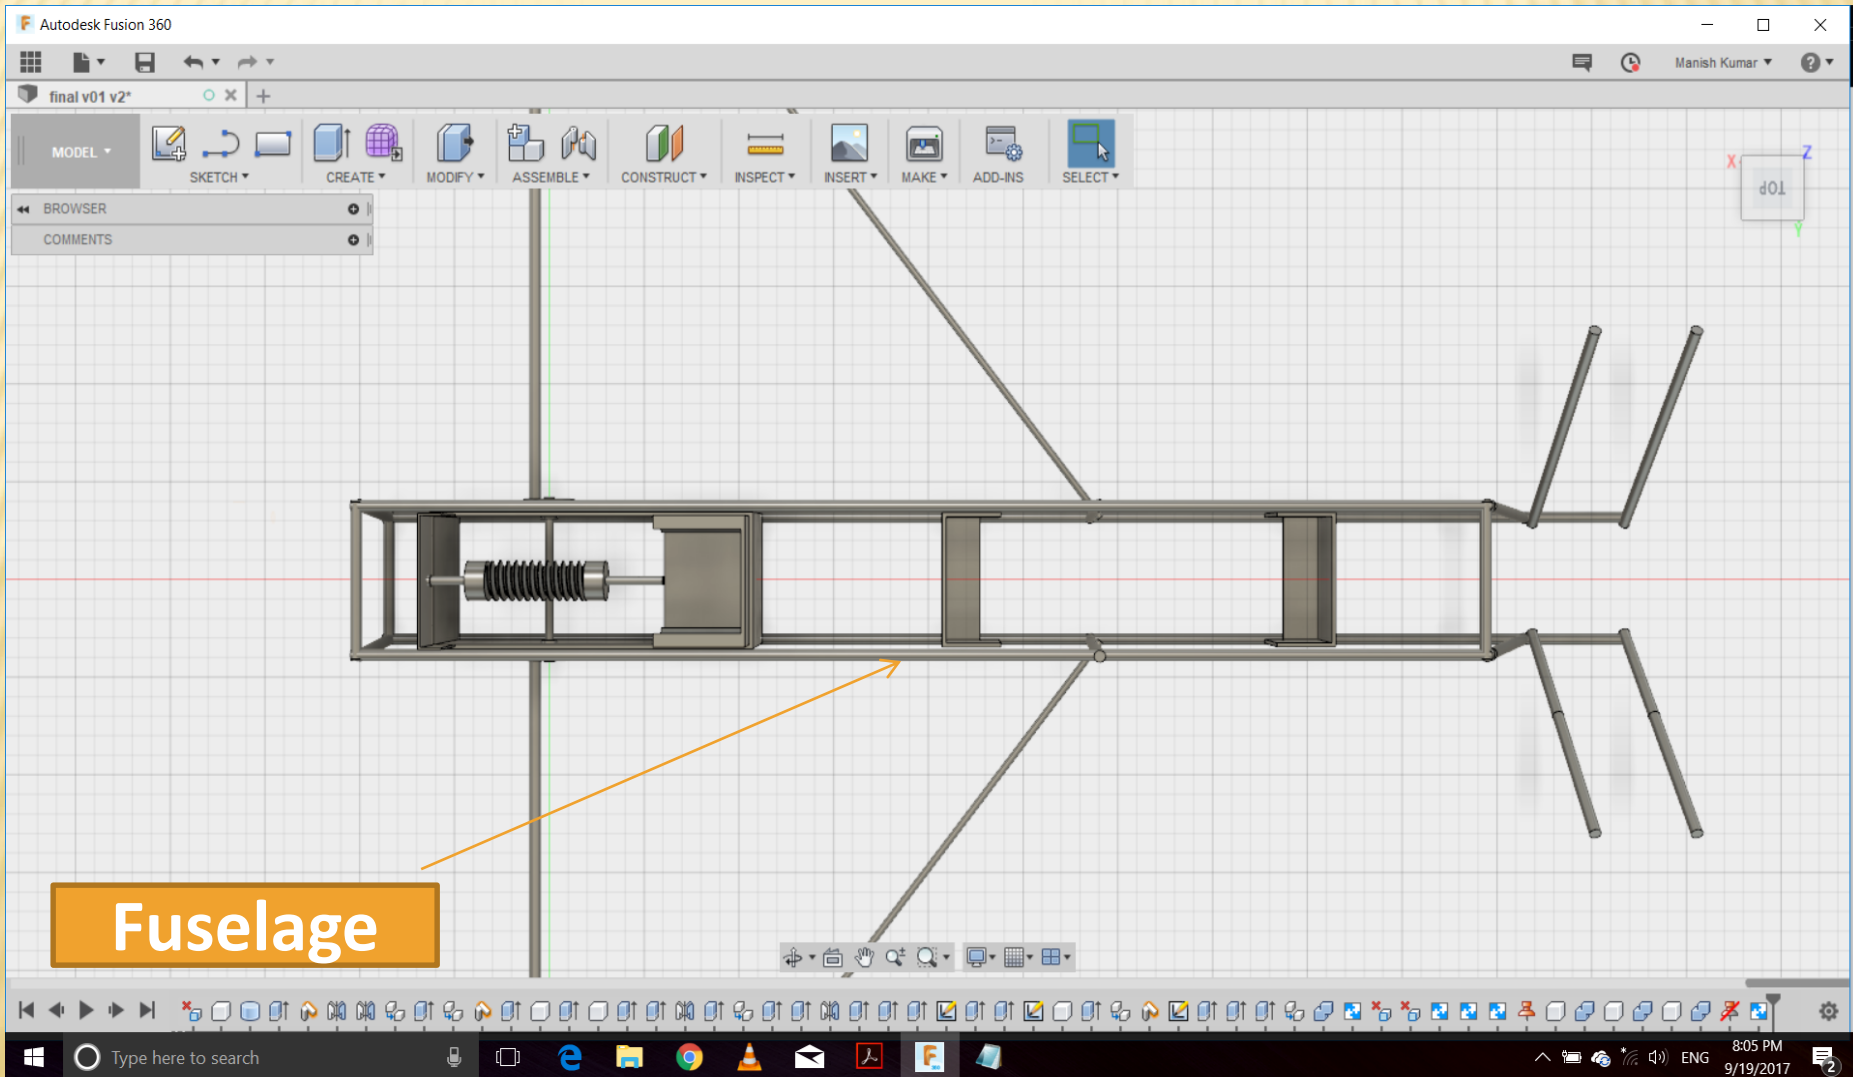 Autodesk Fusion 360
Manish Kumar
final v01 v2*
MODEL
SKETCH
CREATE
MODIFY
ASSEMBLE
CONSTRUCT
INSPECT
INSERT
MAKE
ADD-INS
SELECT
BROWSER
COMMENTS
X
Z
TOP
Y
Fuselage
Type here to search
ENG
8:05 PM
9/19/2017
2